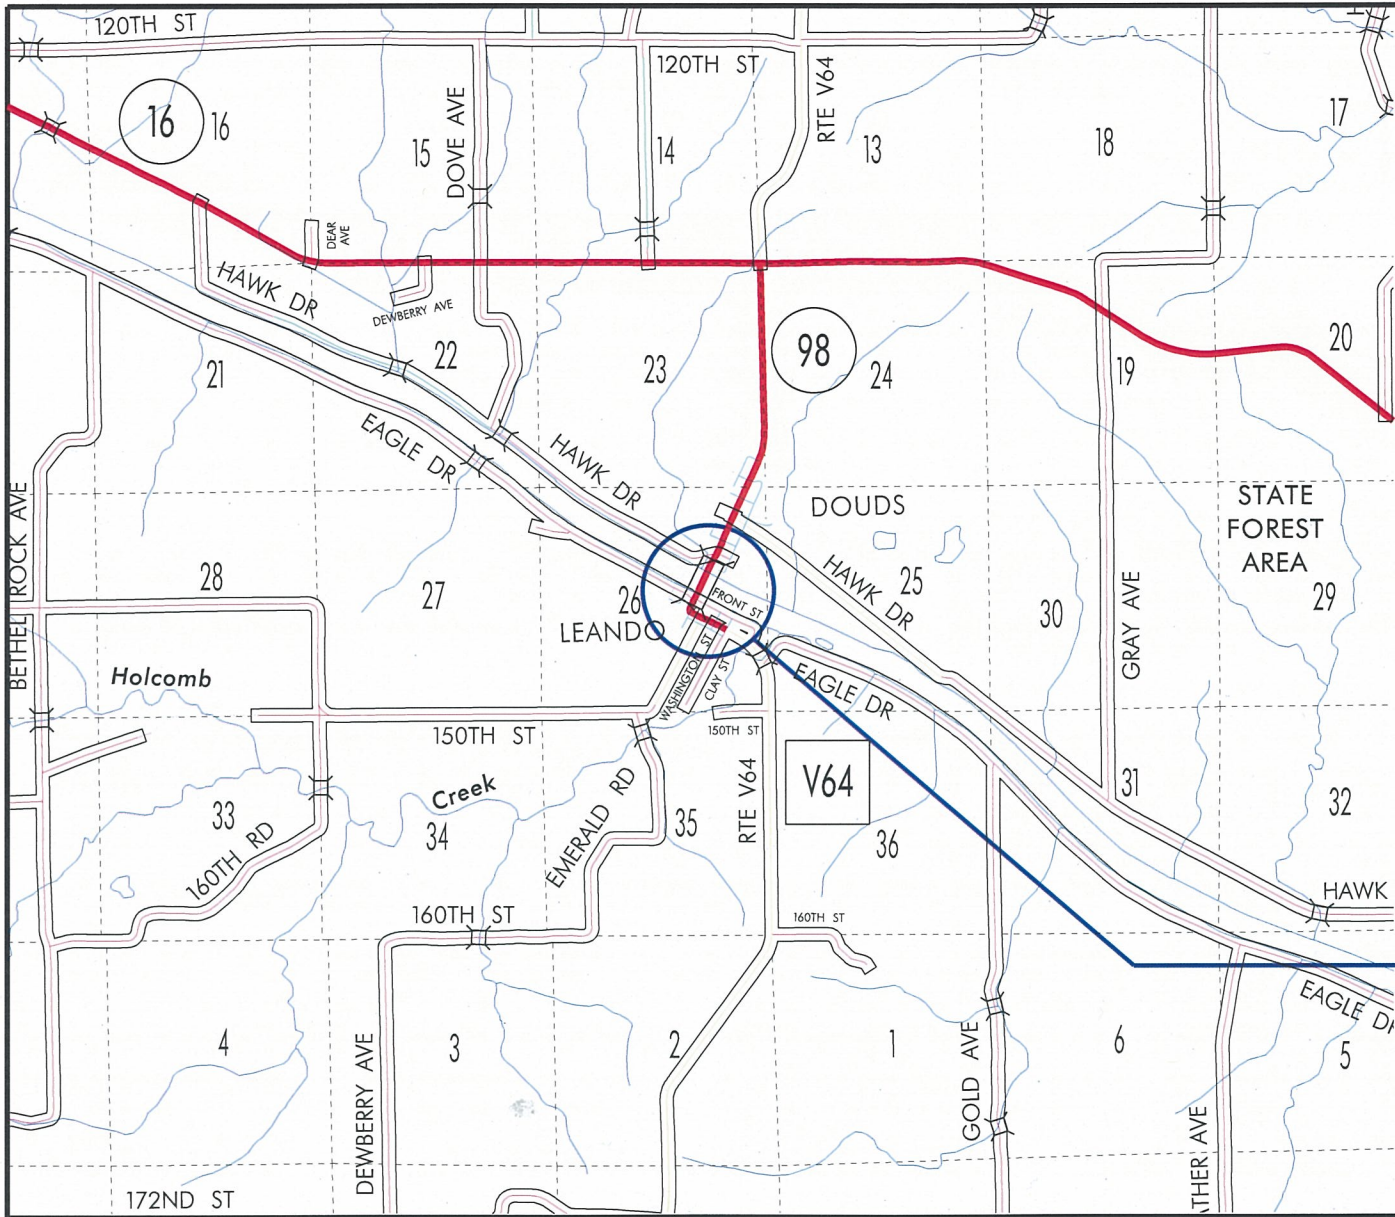 120TH ST
120TH ST
RTE V64
DOVE AVE
16
16
15
14
13
18
17
DEAR
AVE
HAWK DR
DEWBERRY AVE
22
23
98
24
19
20
21
EAGLE DR
HAWK DR
DOUDS
STATE
FOREST
AREA
BETHEL ROCK AVE
28
27
26
FRONT ST
HAWK DR
25
30
29
LEANDO
GRAY AVE
WASHINGTON ST
CLAY ST
EAGLE DR
Holcomb
150TH ST
150TH ST
Creek
EMERALD RD
RTE V64
V64
31
32
33
34
35
36
160TH RD
HAWK
160TH ST
160TH ST
EAGLE DR
DEWBERRY AVE
GOLD AVE
4
3
2
1
6
5
THER AVE
172ND ST